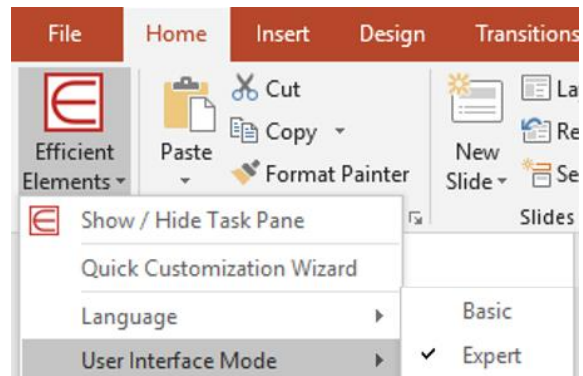 File Home Insert Design Transitions
Cut
Copy
Format Painter
Efficient Elements
Paste
New Slide
Slides
Show / Hide Task Pane
Quick Customization Wizard
Language
User Interface Mode
Basic
Expert